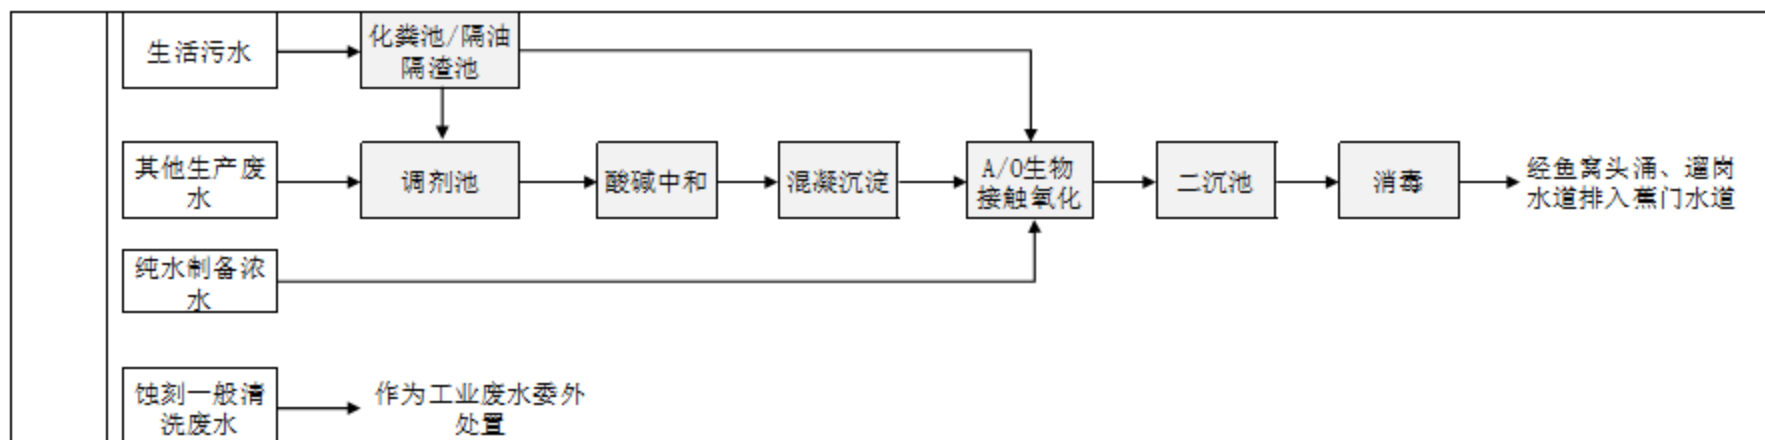 生活污水
化粪池/隔油
隔渣池
其他生产废
水
调剂池
酸碱中和
混凝沉淀
A/O生物
接触氧化
二沉池
消毒
经鱼窝头涌、遛岗
水道排入蕉门水道
纯水制备浓
水
蚀刻一般清
洗废水
作为工业废水委外
处置